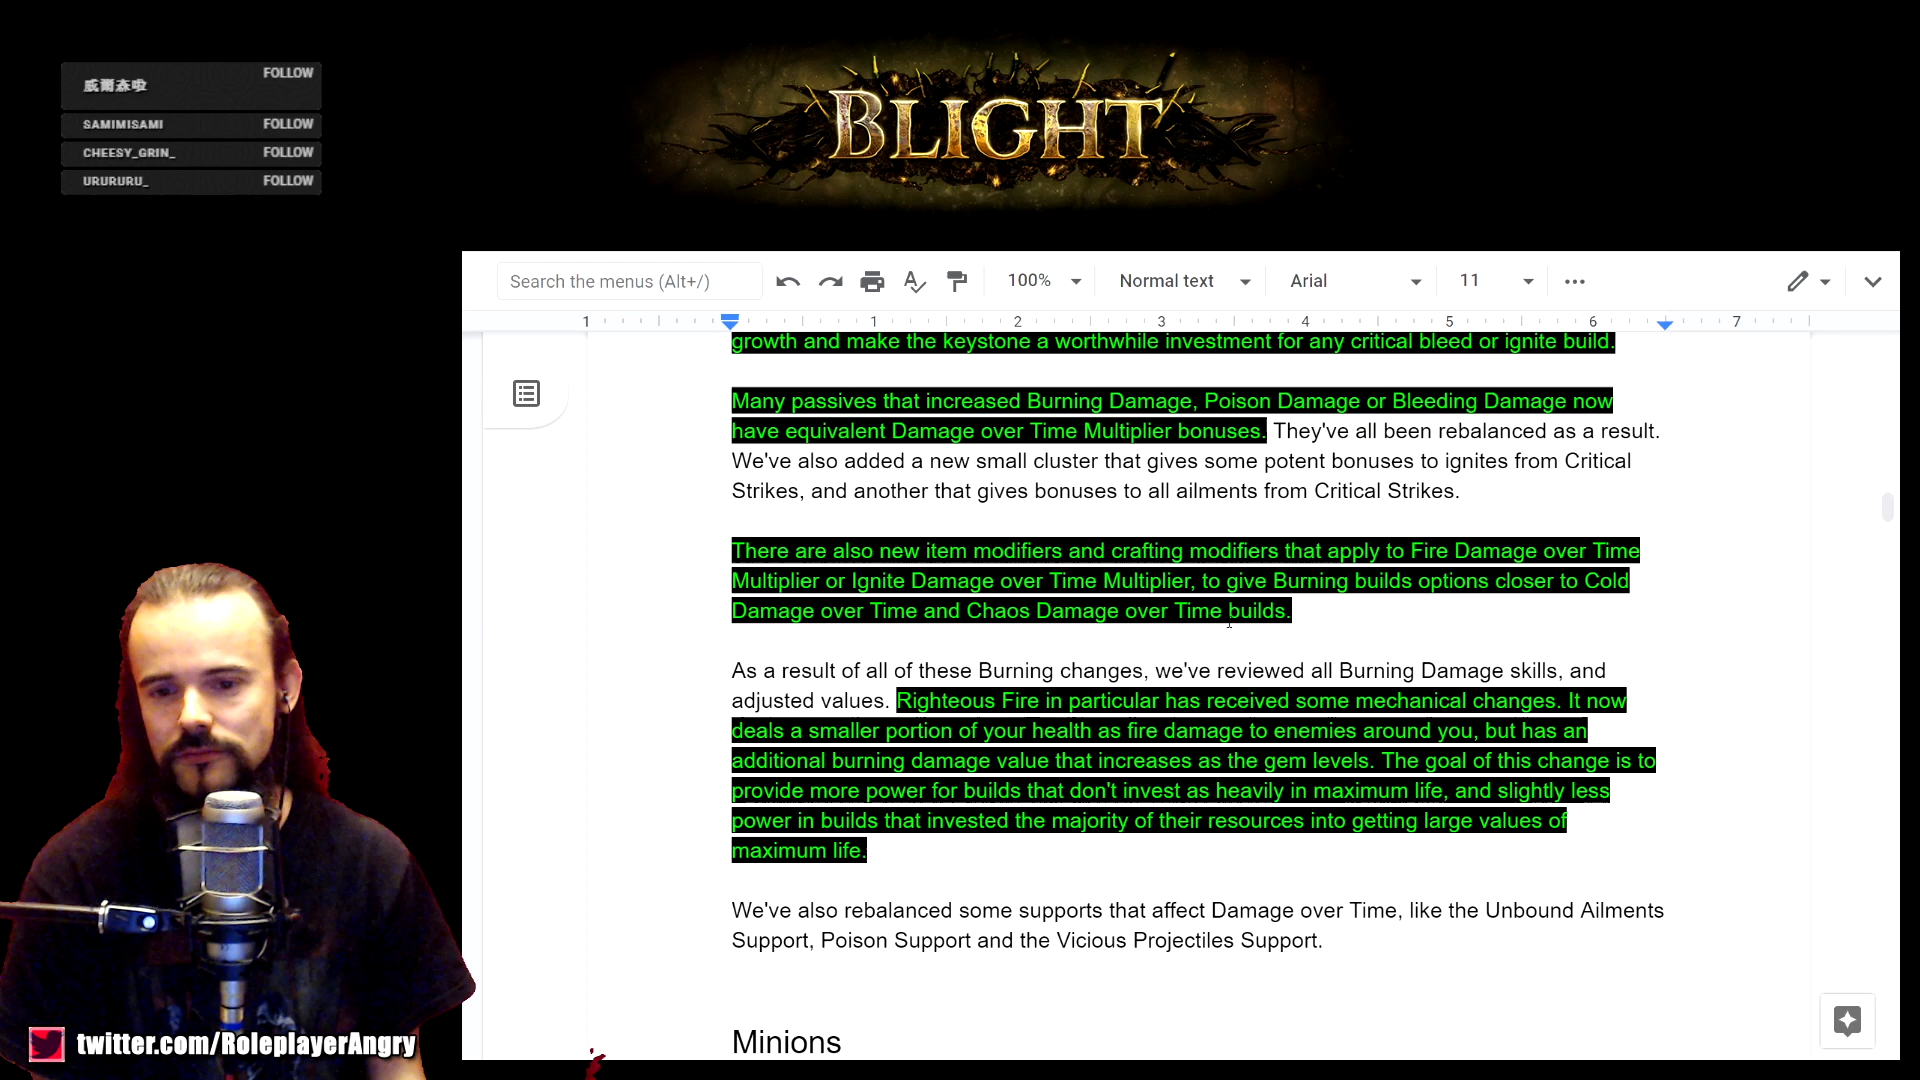 FOLLOW
SAMIMISAMI FOLLOW
CHEESY_GRIN_ FOLLOW
URURURU_ FOLLOW
BLIGHT
Search the menus (Alt+/) 100% Normal text Arial 11
1 1 2 3 4 5 6 7
growth and make the keystone a worthwhile investment for any critical bleed or ignite build.
Many passives that increased Burning Damage, Poison Damage or Bleeding Damage now
have equivalent Damage over Time Multiplier bonuses. They've all been rebalanced as a result.
We've also added a new small cluster that gives some potent bonuses to ignites from Critical
Strikes, and another that gives bonuses to all ailments from Critical Strikes.
There are also new item modifiers and crafting modifiers that apply to Fire Damage over Time
Multiplier or Ignite Damage over Time Multiplier, to give Burning builds options closer to Cold
Damage over Time and Chaos Damage over Time builds.
As a result of all of these Burning changes, we've reviewed all Burning Damage skills, and
adjusted values. Righteous Fire in particular has received some mechanical changes. It now
deals a smaller portion of your health as fire damage to enemies around you, but has an
additional burning damage value that increases as the gem levels. The goal of this change is to
provide more power for builds that don't invest as heavily in maximum life, and slightly less
power in builds that invested the majority of their resources into getting large values of
maximum life.
We've also rebalanced some supports that affect Damage over Time, like the Unbound Ailments
Support, Poison Support and the Vicious Projectiles Support.
Minions
twitter.com/RoleplayerAngry